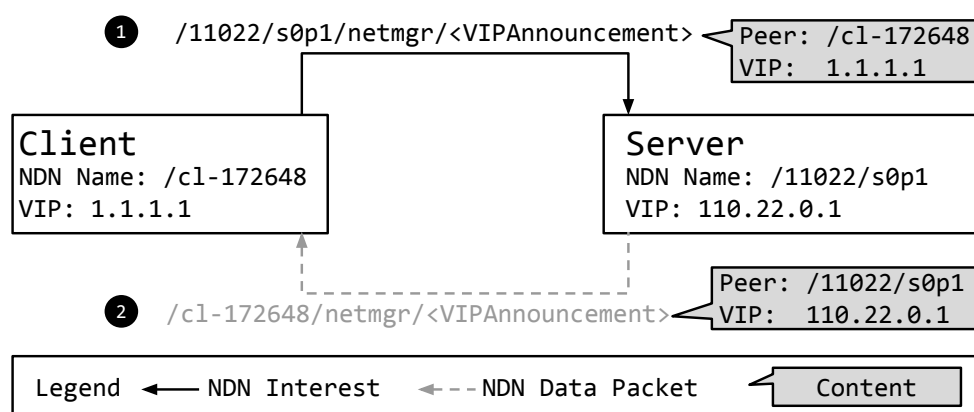 1 /11022/s0p1/netmgr/<VIPAnnouncement>
Peer: /cl-172648
VIP: 1.1.1.1
Client
NDN Name: /cl-172648
VIP: 1.1.1.1
Server
NDN Name: /11022/s0p1
VIP: 110.22.0.1
2 /cl-172648/netmgr/<VIPAnnouncement>
Peer: /11022/s0p1
VIP: 110.22.0.1
Legend NDN Interest NDN Data Packet Content